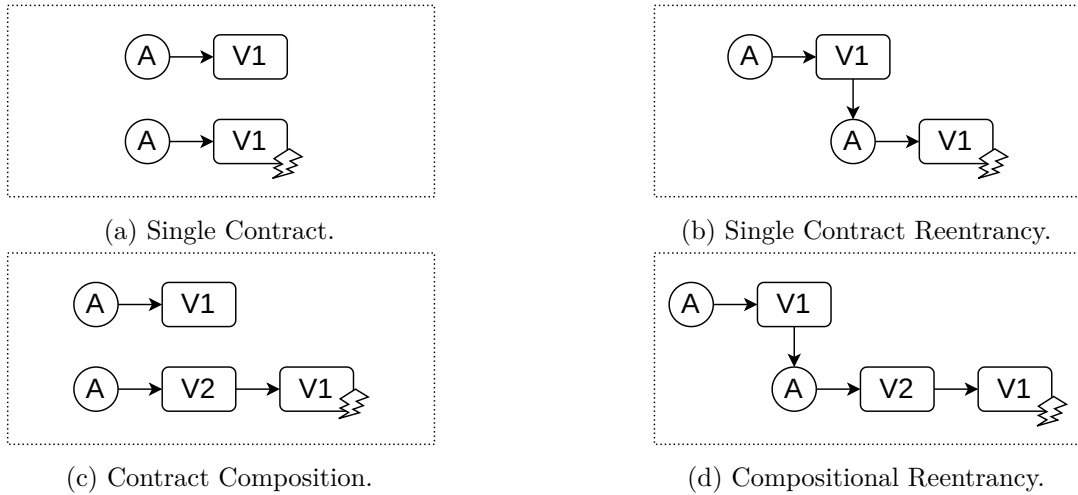 A V1
A V1
(a) Single Contract.
A V1
A V1
(b) Single Contract Reentrancy.
A V1
A V2 V1
(c) Contract Composition.
A V1
A V2 V1
(d) Compositional Reentrancy.